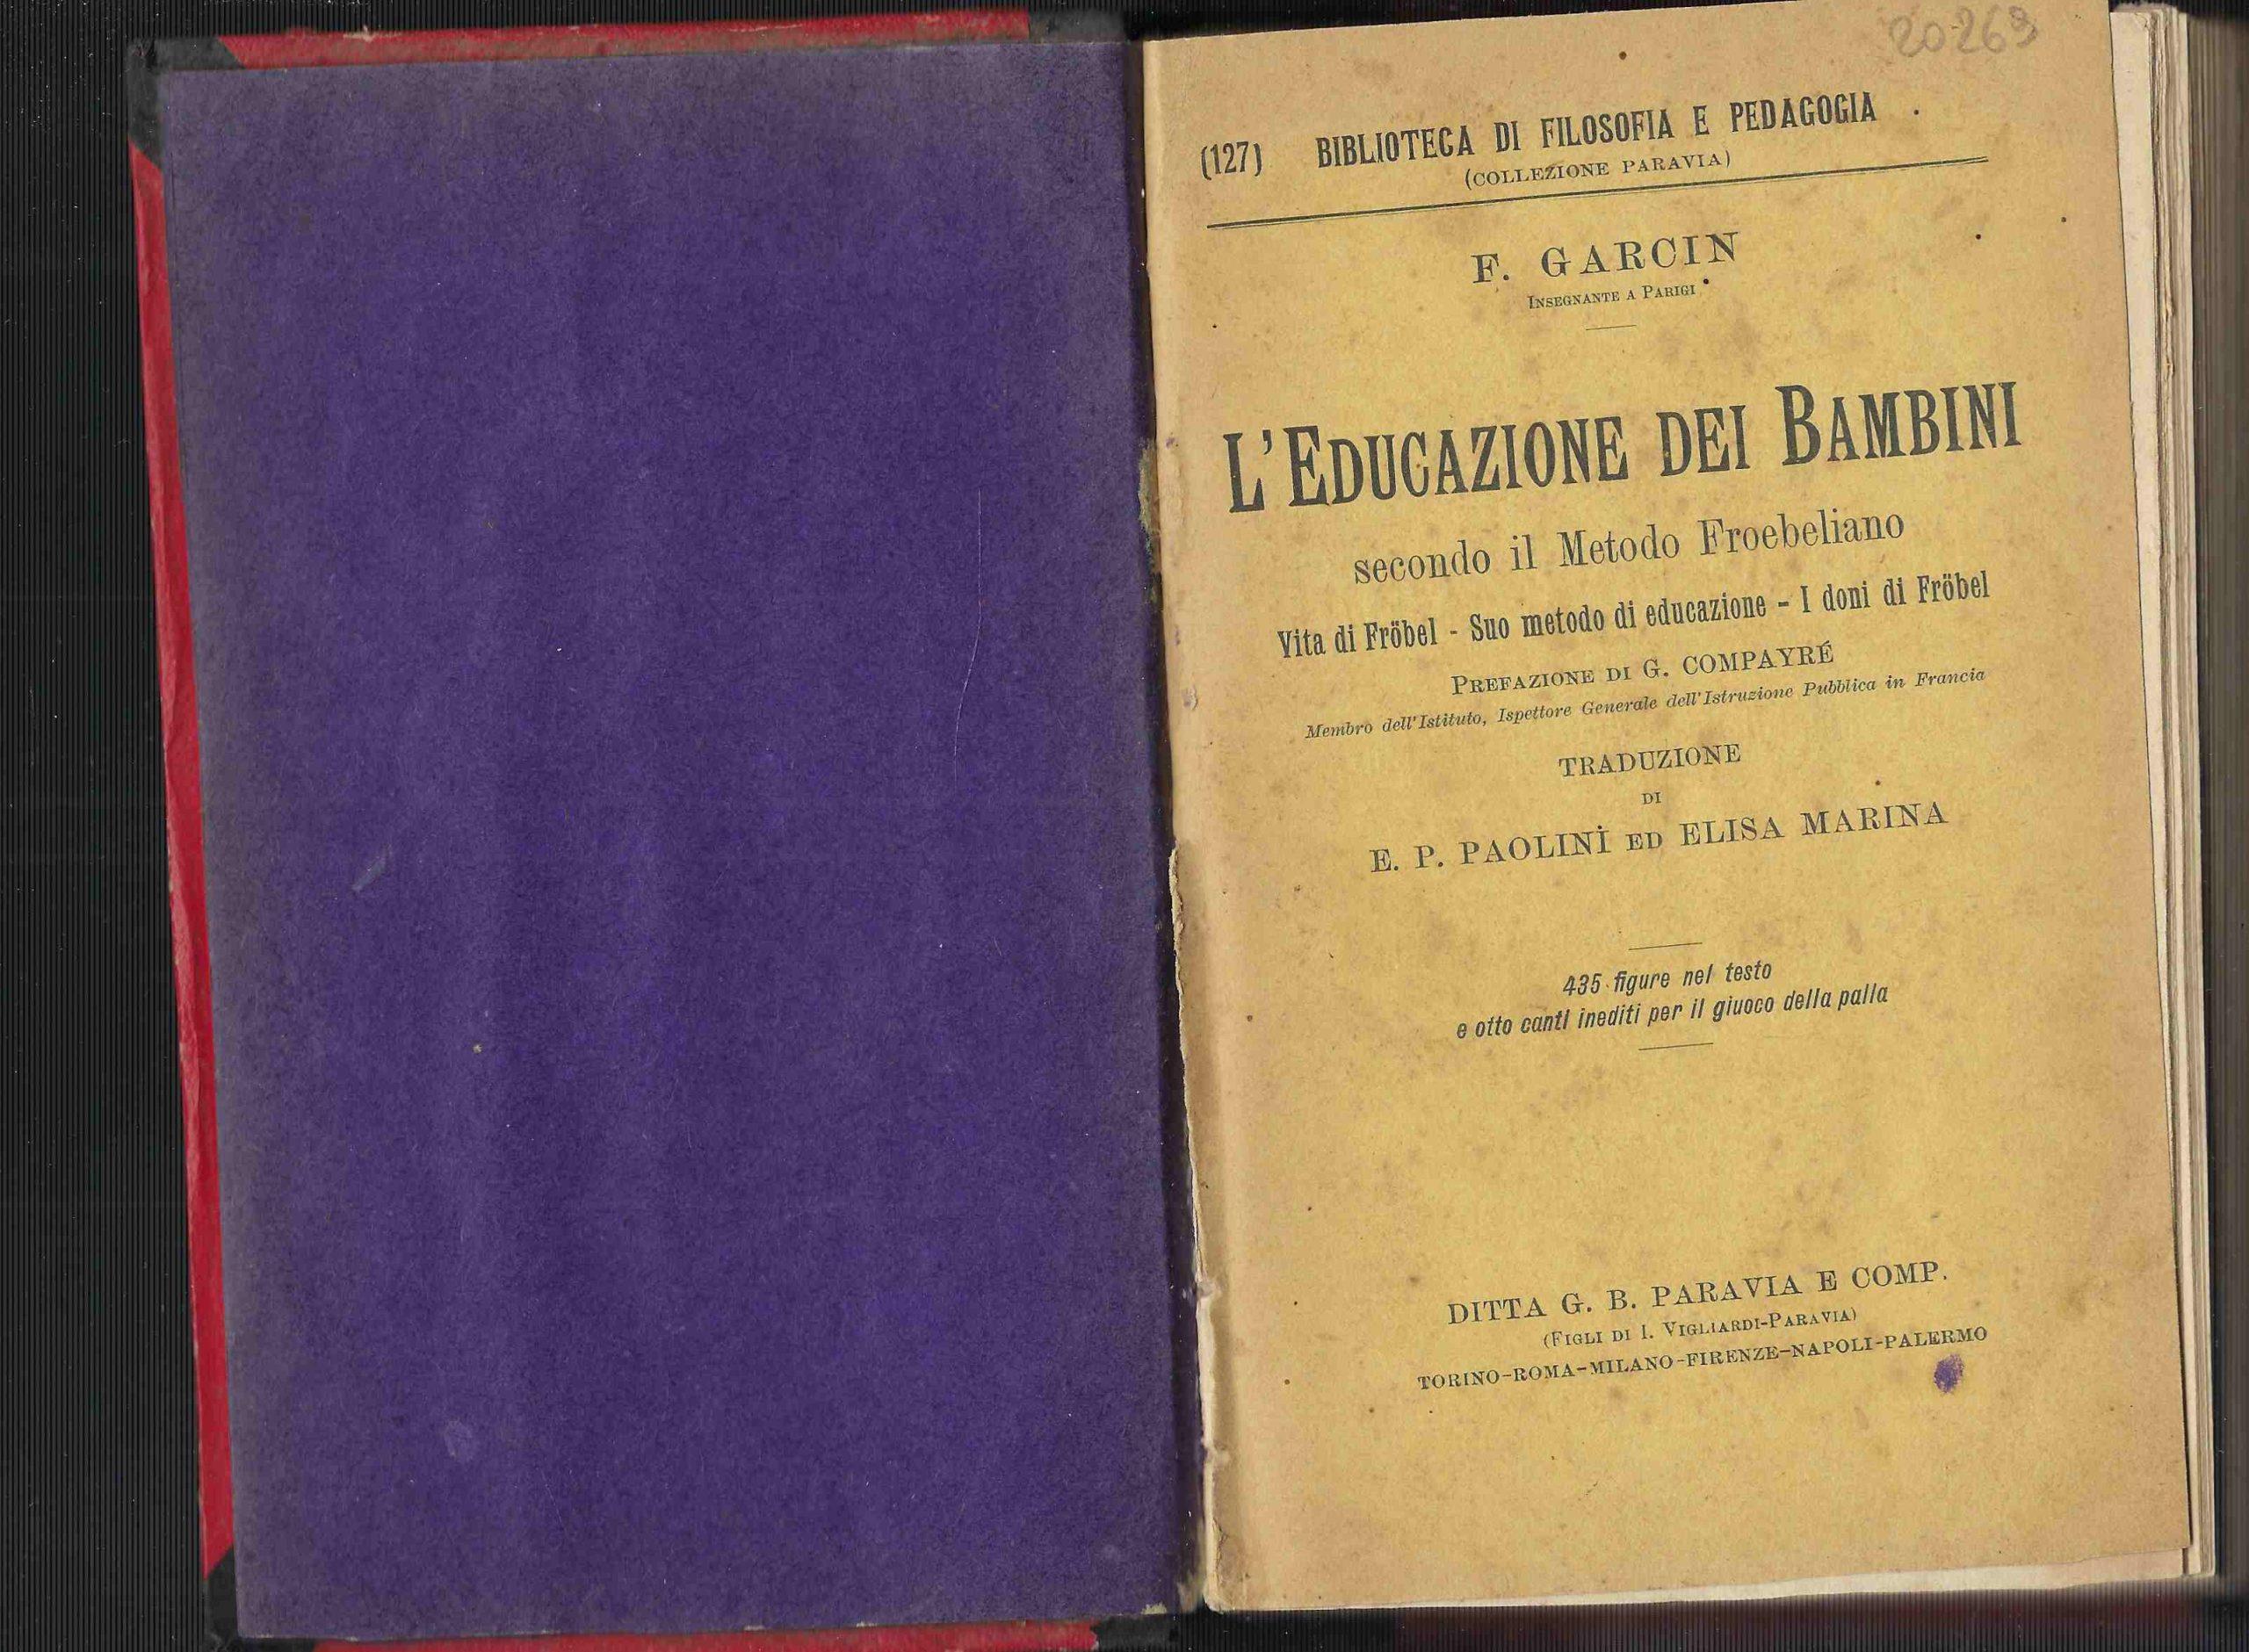 20269
(127) BIBLIOTECA DI FILOSOFIA E PEDAGOGIA
(COLLEZIONE PARAVIA)
F. GARCIN
INSEGNANTE A PARIGI
L'EDUCAZIONE DEI BAMBINI
secondo il Metodo Froebeliano
Vita di Fröbel - Suo metodo di educazione - I doni di Fröbel
PREFAZIONE DI G. COMPAYRÉ
Membro dell'Istituto, Ispettore Generale dell'Istruzione Pubblica in Francia
TRADUZIONE
DI
E. P. PAOLINI ED ELISA MARINA
435 figure nel testo
e otto canti inediti per il giuoco della palla
DITTA G. B. PARAVIA E COMP.
(FIGLI DI I. VIGLIARDI-PARAVIA)
TORINO-ROMA-MILANO-FIRENZE-NAPOLI-PALERMO